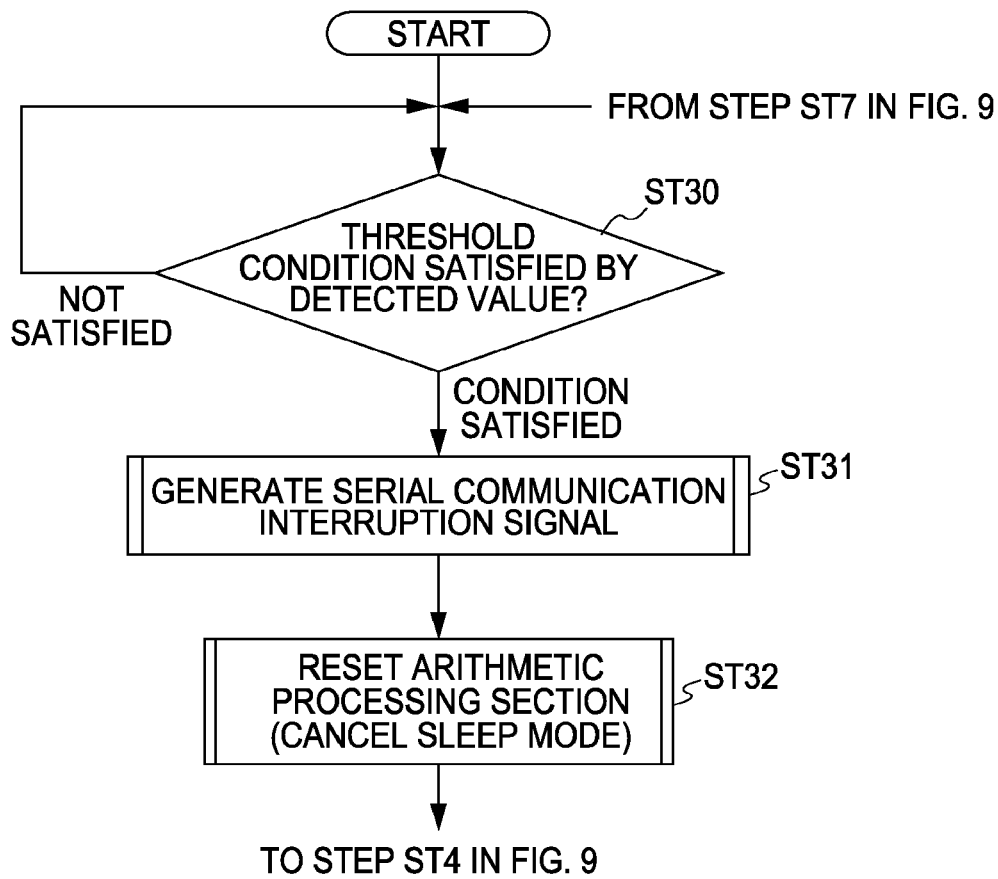 START
FROM STEP ST7 IN FIG. 9
ST30
THRESHOLD
CONDITION SATISFIED BY
DETECTED VALUE?
NOT
SATISFIED
CONDITION
SATISFIED
ST31
GENERATE SERIAL COMMUNICATION
INTERRUPTION SIGNAL
ST32
RESET ARITHMETIC
PROCESSING SECTION
(CANCEL SLEEP MODE)
TO STEP ST4 IN FIG. 9